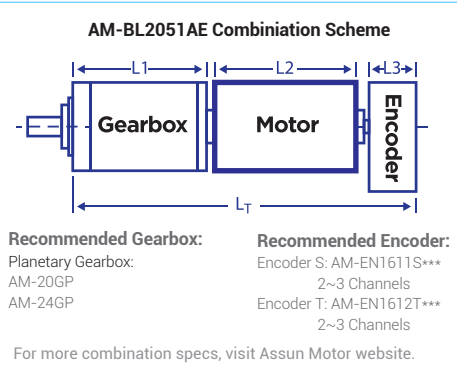 AM-BL2051AE Combiniation Scheme
L1
L2
L3
Gearbox
Motor
Encoder
LT
Recommended Gearbox:
Planetary Gearbox:
AM-20GP
AM-24GP
Recommended Encoder:
Encoder S: AM-EN1611S***
2~3 Channels
Encoder T: AM-EN1612T***
2~3 Channels
For more combination specs, visit Assun Motor website.